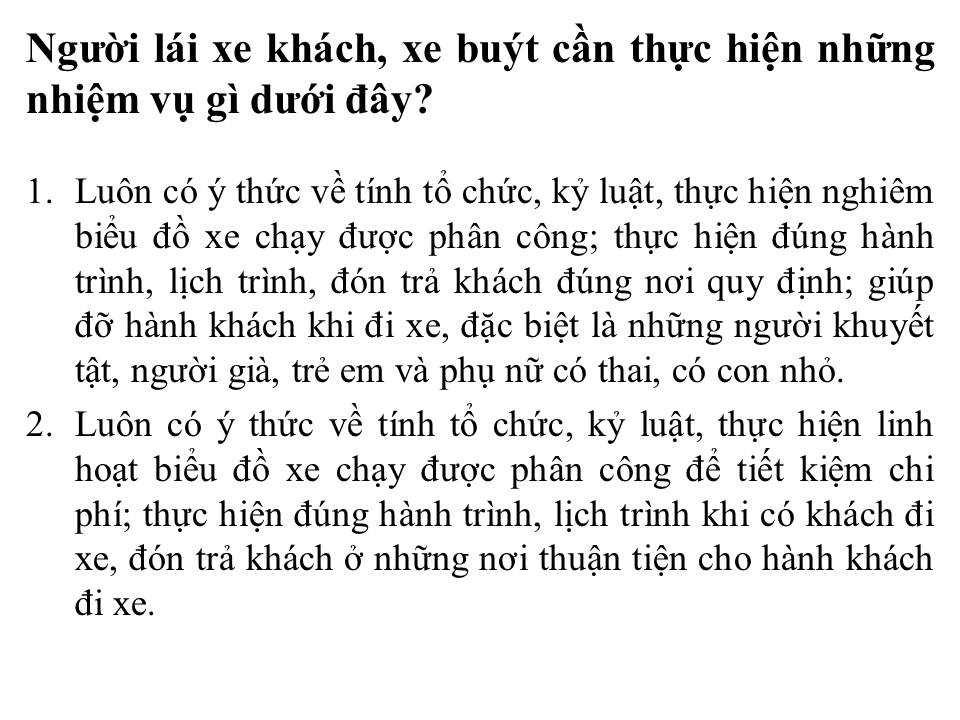 Người lái xe khách, xe buýt cần thực hiện những
nhiệm vụ gì dưới đây?
1. Luôn có ý thức về tính tổ chức, kỷ luật, thực hiện nghiêm
biểu đồ xe chạy được phân công; thực hiện đúng hành
trình, lịch trình, đón trả khách đúng nơi quy định; giúp
đỡ hành khách khi đi xe, đặc biệt là những người khuyết
tật, người già, trẻ em và phụ nữ có thai, có con nhỏ.
2. Luôn có ý thức về tính tổ chức, kỷ luật, thực hiện linh
hoạt biểu đồ xe chạy được phân công để tiết kiệm chi
phí; thực hiện đúng hành trình, lịch trình khi có khách đi
xe, đón trả khách ở những nơi thuận tiện cho hành khách
đi xe.